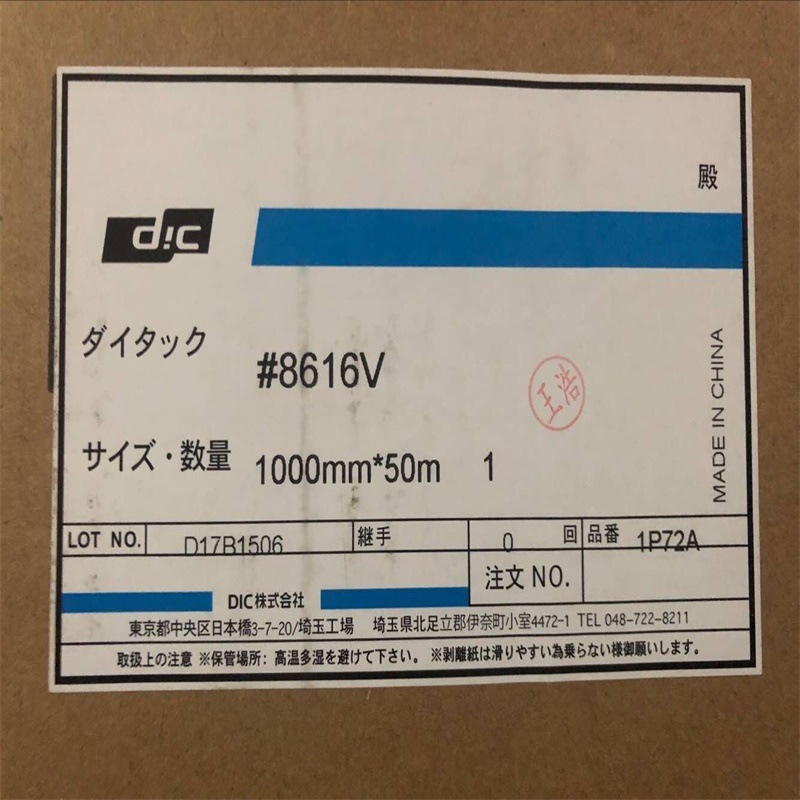 殿
dic
ダイタック #8616V
王浩
MADE IN CHINA
サイズ・数量 1000mm*50m 1
LOT NO. D17B1506 継手 0 回 品番 1P72A
注文 NO.
DIC株式会社
東京都中央区日本橋3-7-20/埼玉工場 埼玉県北足立郡伊奈町小室4472-1 TEL 048-722-8211
取扱上の注意 ※保管場所: 高温多湿を避けて下さい。 ※剥離紙は滑りやすい為乗らない様御願いします。